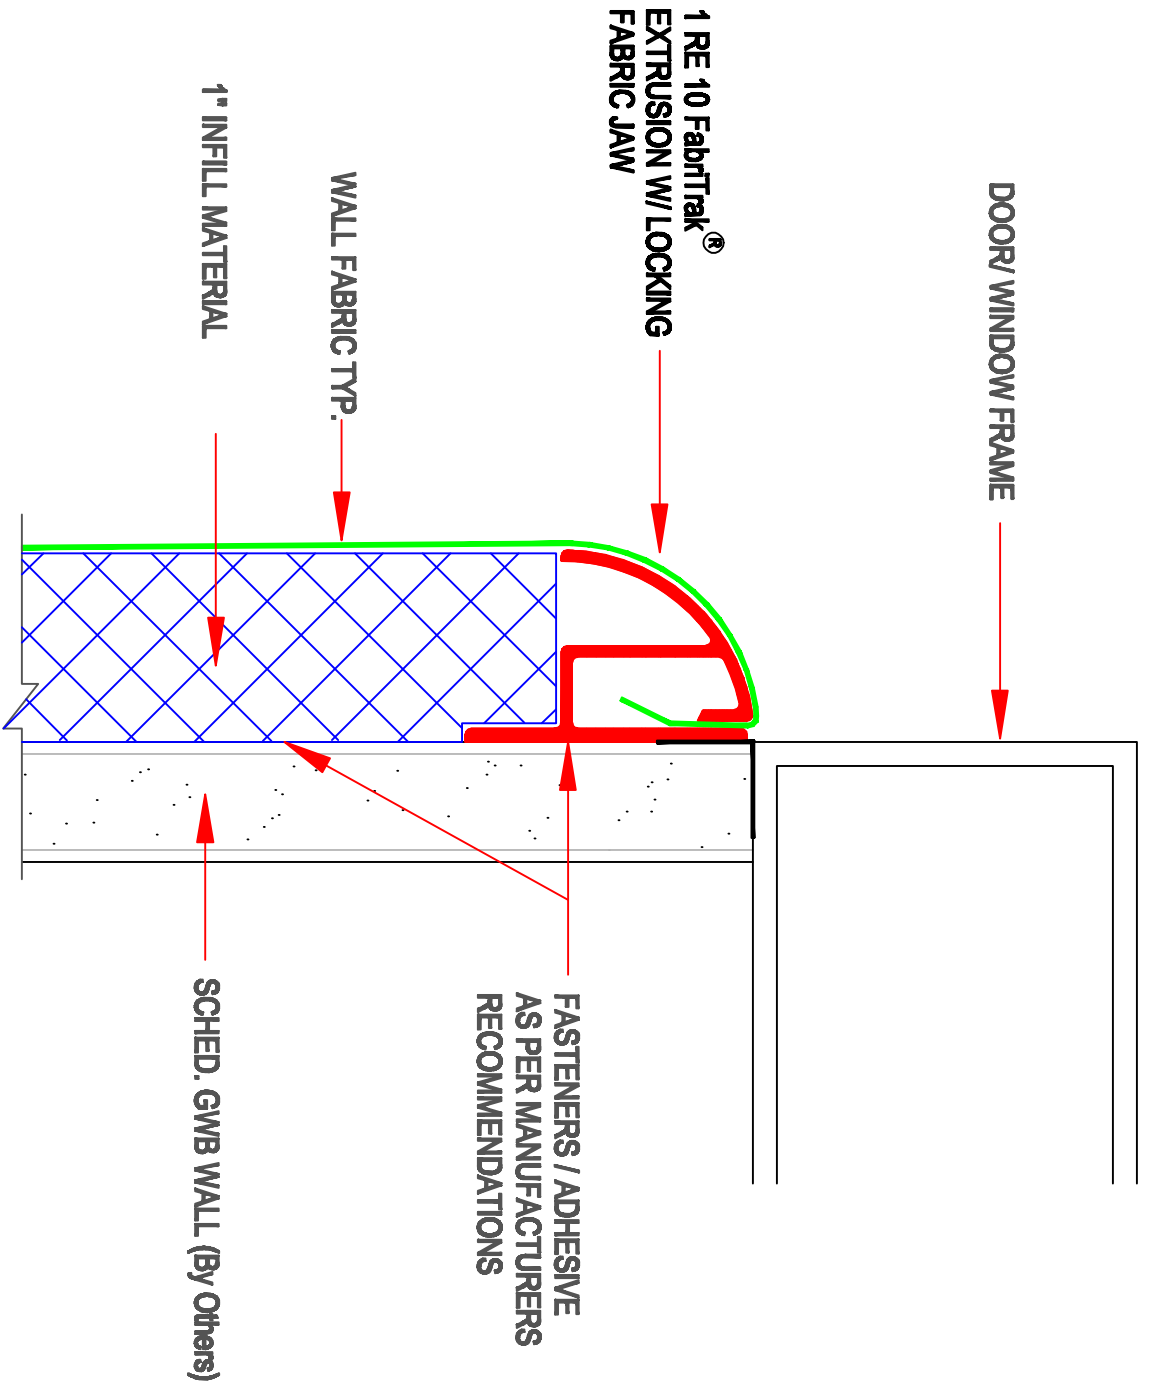 DOOR/ WINDOW FRAME
1 RE 10 FabriTrak®
EXTRUSION W/ LOCKING
FABRIC JAW
WALL FABRIC TYP.
1" INFILL MATERIAL
FASTENERS / ADHESIVE
AS PER MANUFACTURERS
RECOMMENDATIONS
SCHED. GWB WALL (By Others)